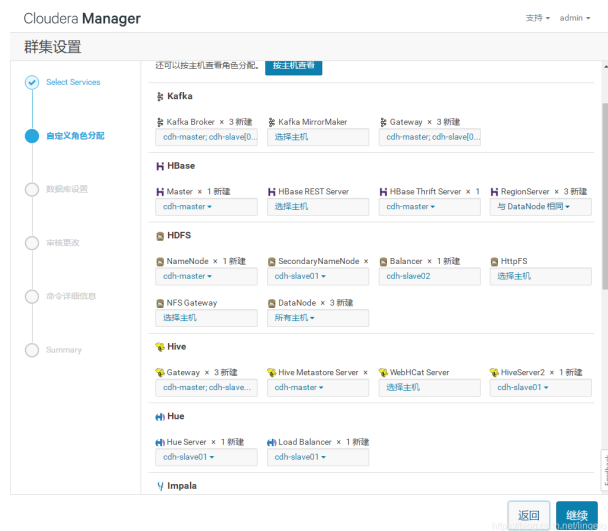 Cloudera Manager
支持 admin
群集设置
还可以按主机查看角色分配。 按主机查看
Select Services
自定义角色分配
数据库设置
审核更改
命令详细信息
Summary
Kafka
Kafka Broker × 3 新建 Kafka MirrorMaker Gateway × 3 新建
cdh-master; cdh-slave[0... 选择主机 cdh-master; cdh-slave[0...
HBase
Master × 1 新建 HBase REST Server HBase Thrift Server × 1 RegionServer × 3 新建
cdh-master 选择主机 cdh-master 与 DataNode 相同
HDFS
NameNode × 1 新建 SecondaryNameNode × Balancer × 1 新建 HttpFS
cdh-master cdh-slave01 cdh-slave02 选择主机
NFS Gateway DataNode × 3 新建
选择主机 所有主机
Hive
Gateway × 3 新建 Hive Metastore Server × WebHCat Server HiveServer2 × 1 新建
cdh-master; cdh-slave... cdh-master 选择主机 cdh-slave01
Hue
Hue Server × 1 新建 Load Balancer × 1 新建
cdh-slave01 cdh-slave01
Impala
Feedback
返回 继续